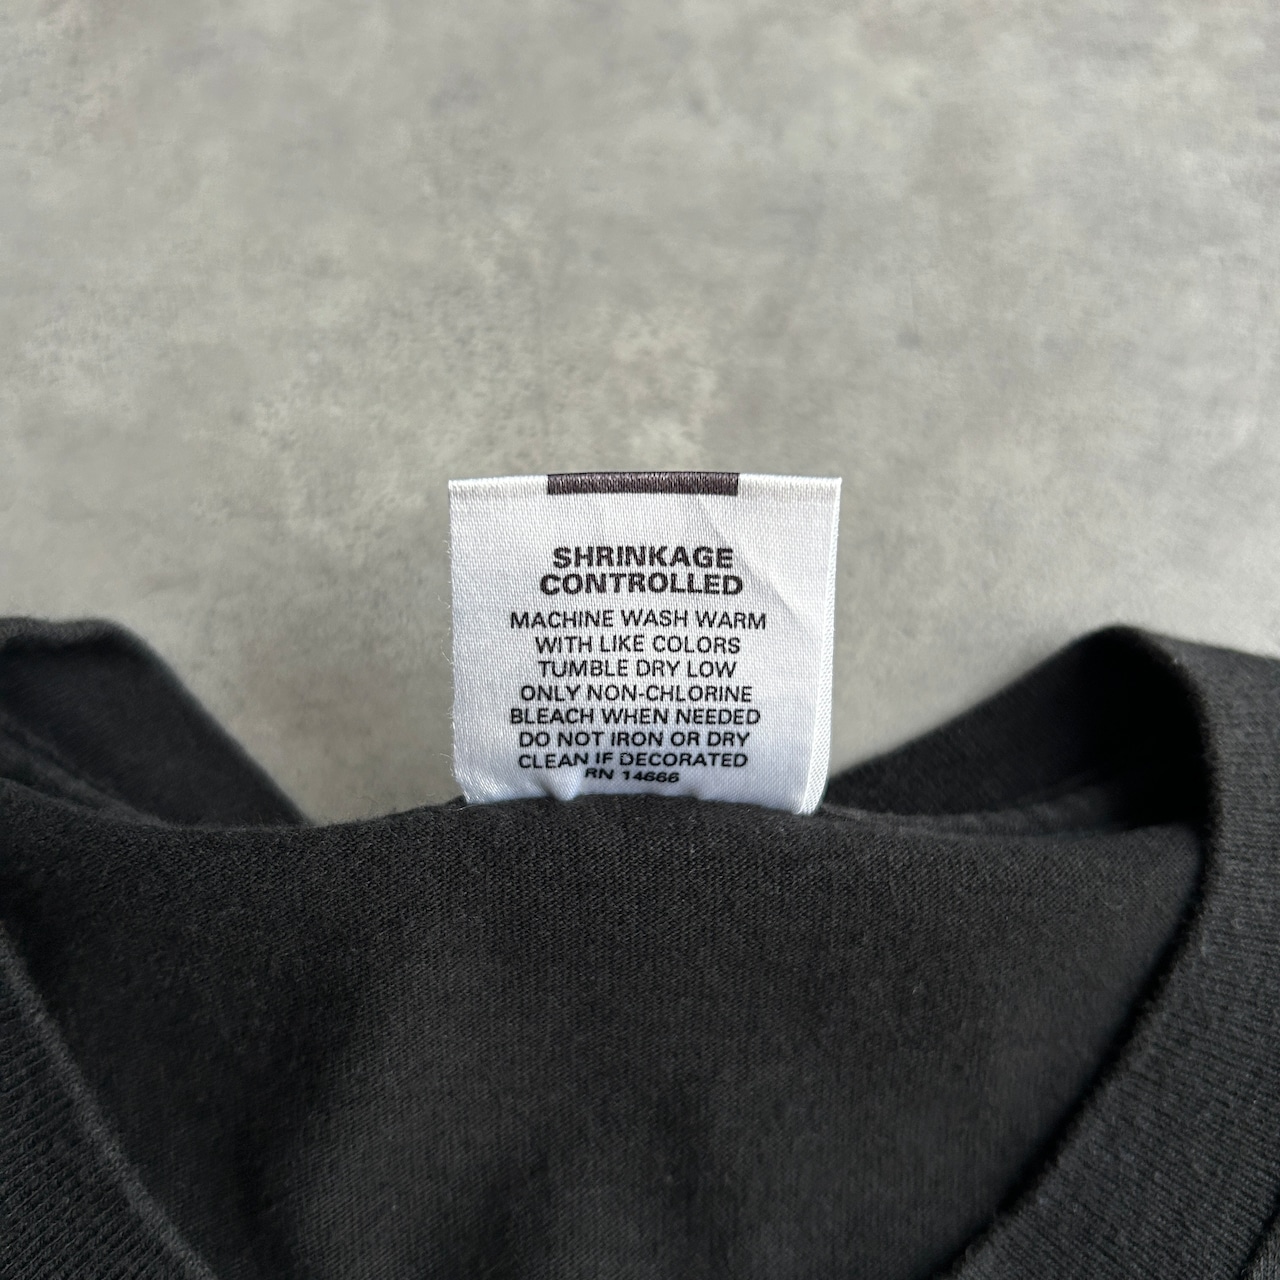 SHRINKAGE
CONTROLLED
MACHINE WASH WARM
WITH LIKE COLORS
TUMBLE DRY LOW
ONLY NON-CHLORINE
BLEACH WHEN NEEDED
DO NOT IRON OR DRY
CLEAN IF DECORATED
RN 14666